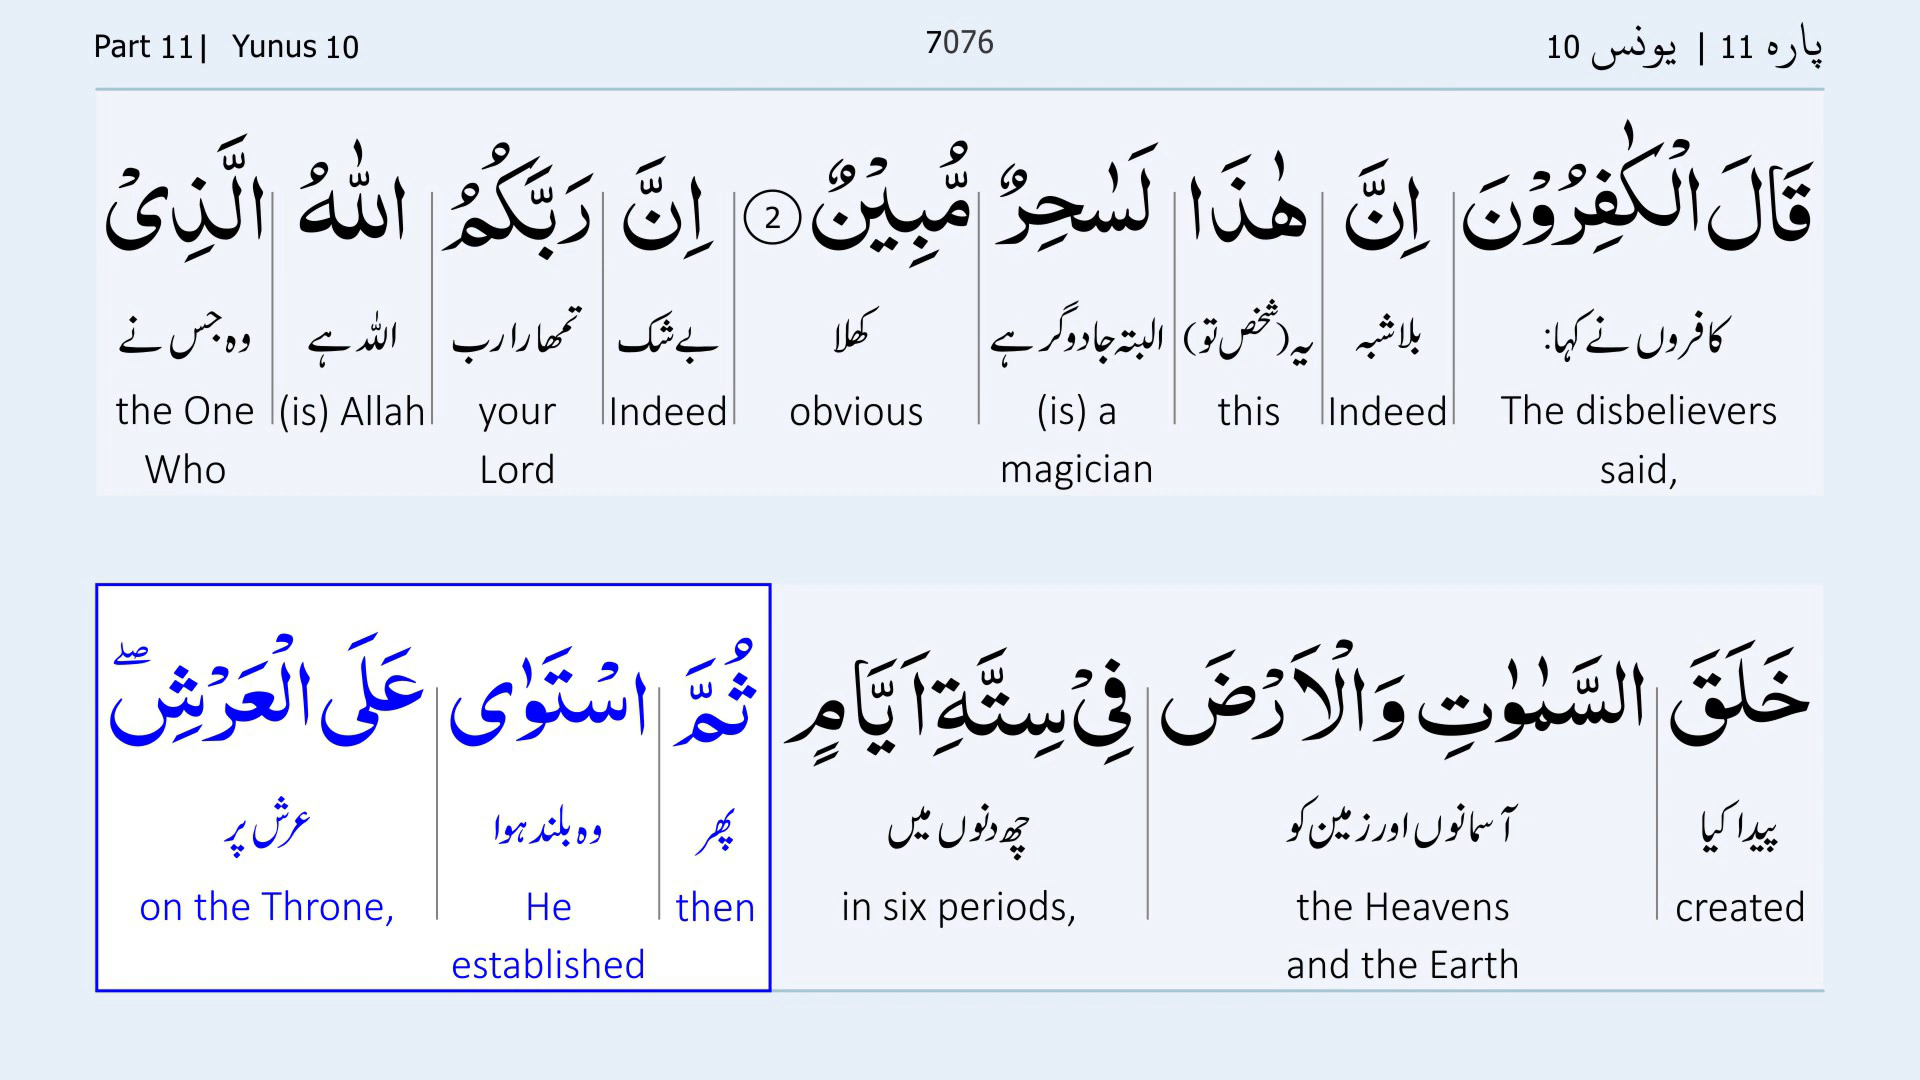 Part 11 | Yunus 10
7076
پارہ 11 | یونس 10
قَالَ الْكٰفِرُوْنَ اِنَّ هٰذَا لَسٰحِرٌ مُّبِيْنٌ ② اِنَّ رَبَّكُمُ اللّٰهُ الَّذِیْ
کافروں نے کہا: بلاشبہ یہ (شخص تو) البتہ جادوگر ہے کھلا بے شک تمھارا رب اللہ ہے وہ جس نے
the One (is) Allah your Indeed obvious (is) a this Indeed The disbelievers
Who Lord magician said,
خَلَقَ السَّمٰوٰتِ وَالْاَرْضَ فِیْ سِتَّةِ اَيَّامٍ ثُمَّ اسْتَوٰی عَلَی الْعَرْشِ ۖ
پیدا کیا آسمانوں اور زمین کو چھ دنوں میں پھر وہ بلند ہوا عرش پر
on the Throne, He then in six periods, the Heavens created
established and the Earth